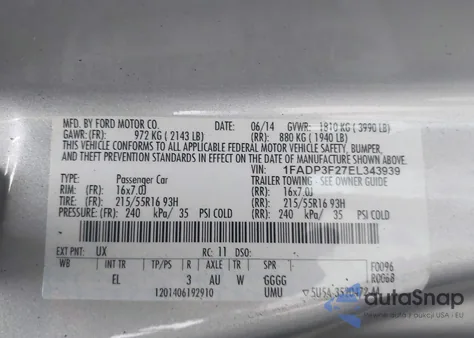 MFD. BY FORD MOTOR CO. DATE: 06/14 GVWR: 1810 KG ( 3990 LB)
GAWR: (FR): 972 KG ( 2143 LB) (RR): 880 KG ( 1940 LB)
THIS VEHICLE CONFORMS TO ALL APPLICABLE FEDERAL MOTOR VEHICLE SAFETY, BUMPER,
AND THEFT PREVENTION STANDARDS IN EFFECT ON THE DATE OF MANUFACTURE SHOWN ABOVE.
VIN: 1FADP3F27EL343939
TYPE: Passenger Car TRAILER TOWING - SEE OWNER GUIDE
RIM: (FR): 16x7.0J (RR): 16x7.0J
TIRE: (FR): 215/55R16 93H (RR): 215/55R16 93H
PRESSURE: (FR): 240 kPa/ 35 PSI COLD (RR): 240 kPa/ 35 PSI COLD
EXT PNT: UX RC: 11 DSO:
WB INT TR TP/PS R AXLE TR SPR F0096
EL 3 AU W GGGG R0068
1201406192910 UMU
autaSnap